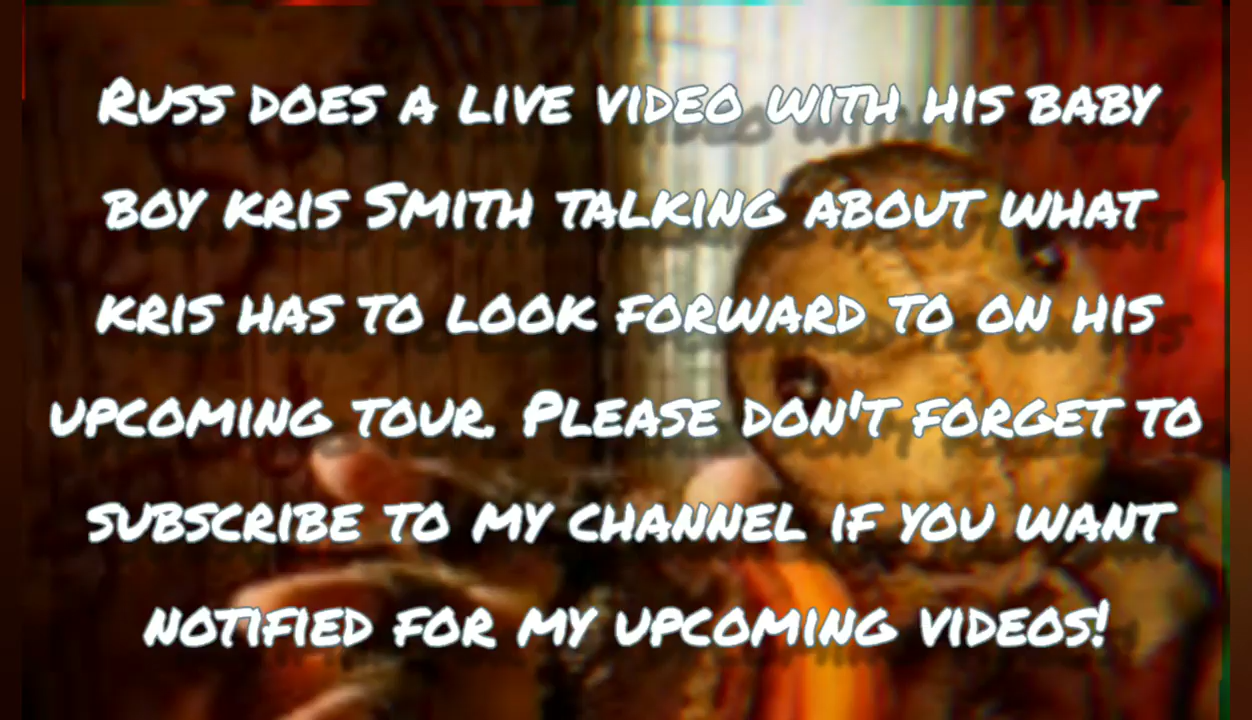 Russ does a live video with his baby
boy kris Smith talking about what
kris has to look forward to on his
upcoming tour. Please don't forget to
subscribe to my channel if you want
notified for my upcoming videos!